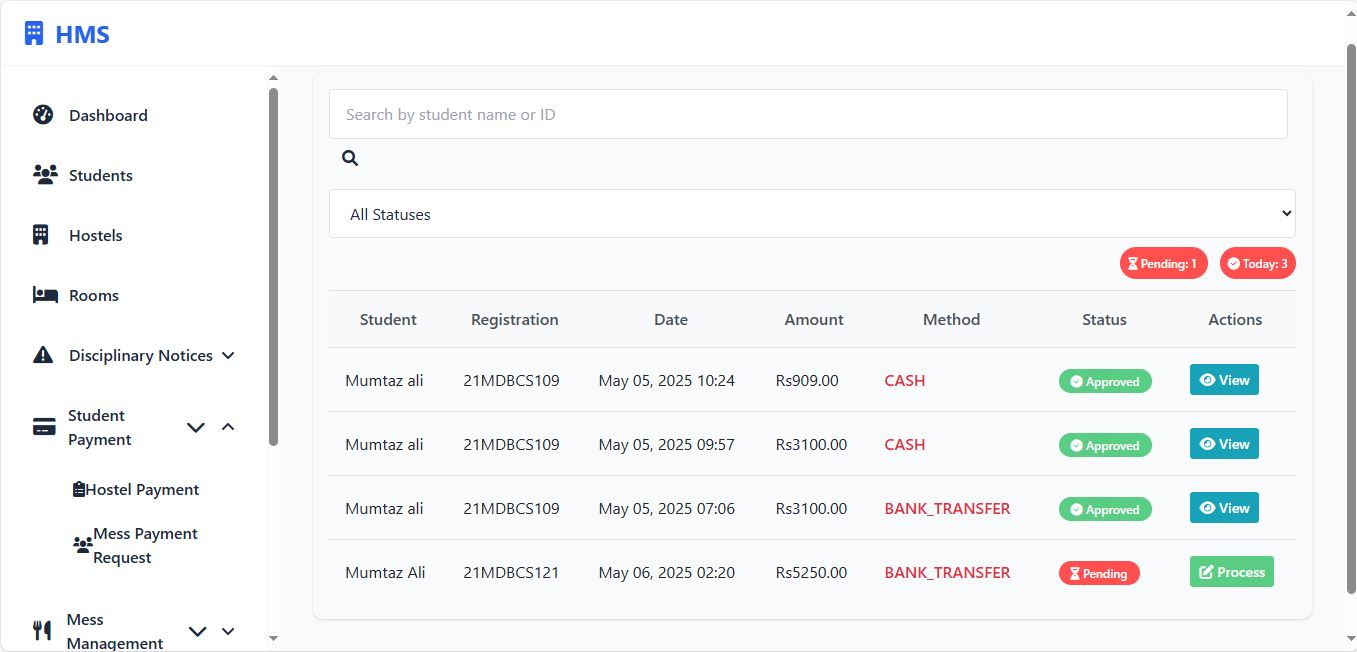 HMS
Dashboard
Students
Hostels
Rooms
Disciplinary Notices
Student
Payment
Hostel Payment
Mess Payment
Request
Mess
Management
Search by student name or ID
All Statuses
Pending: 1 Today: 3
Student Registration Date Amount Method Status Actions
Mumtaz ali 21MDBCS109 May 05, 2025 10:24 Rs909.00 CASH Approved View
Mumtaz ali 21MDBCS109 May 05, 2025 09:57 Rs3100.00 CASH Approved View
Mumtaz ali 21MDBCS109 May 05, 2025 07:06 Rs3100.00 BANK_TRANSFER Approved View
Mumtaz Ali 21MDBCS121 May 06, 2025 02:20 Rs5250.00 BANK_TRANSFER Pending Process